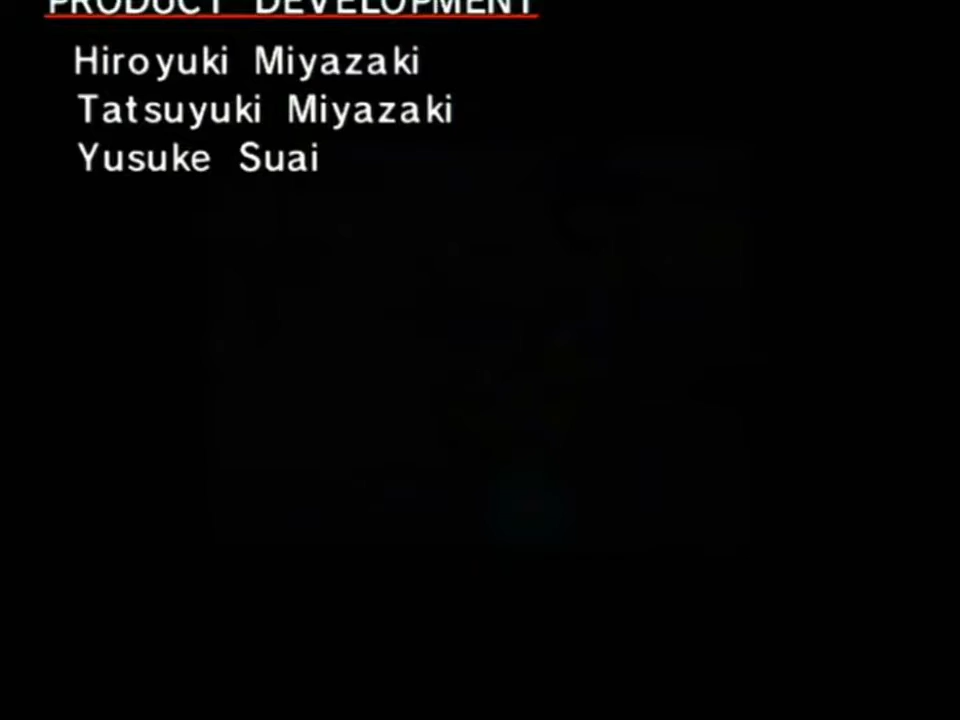 PRODUCT DEVELOPMENT
Hiroyuki Miyazaki
Tatsuyuki Miyazaki
Yusuke Suai